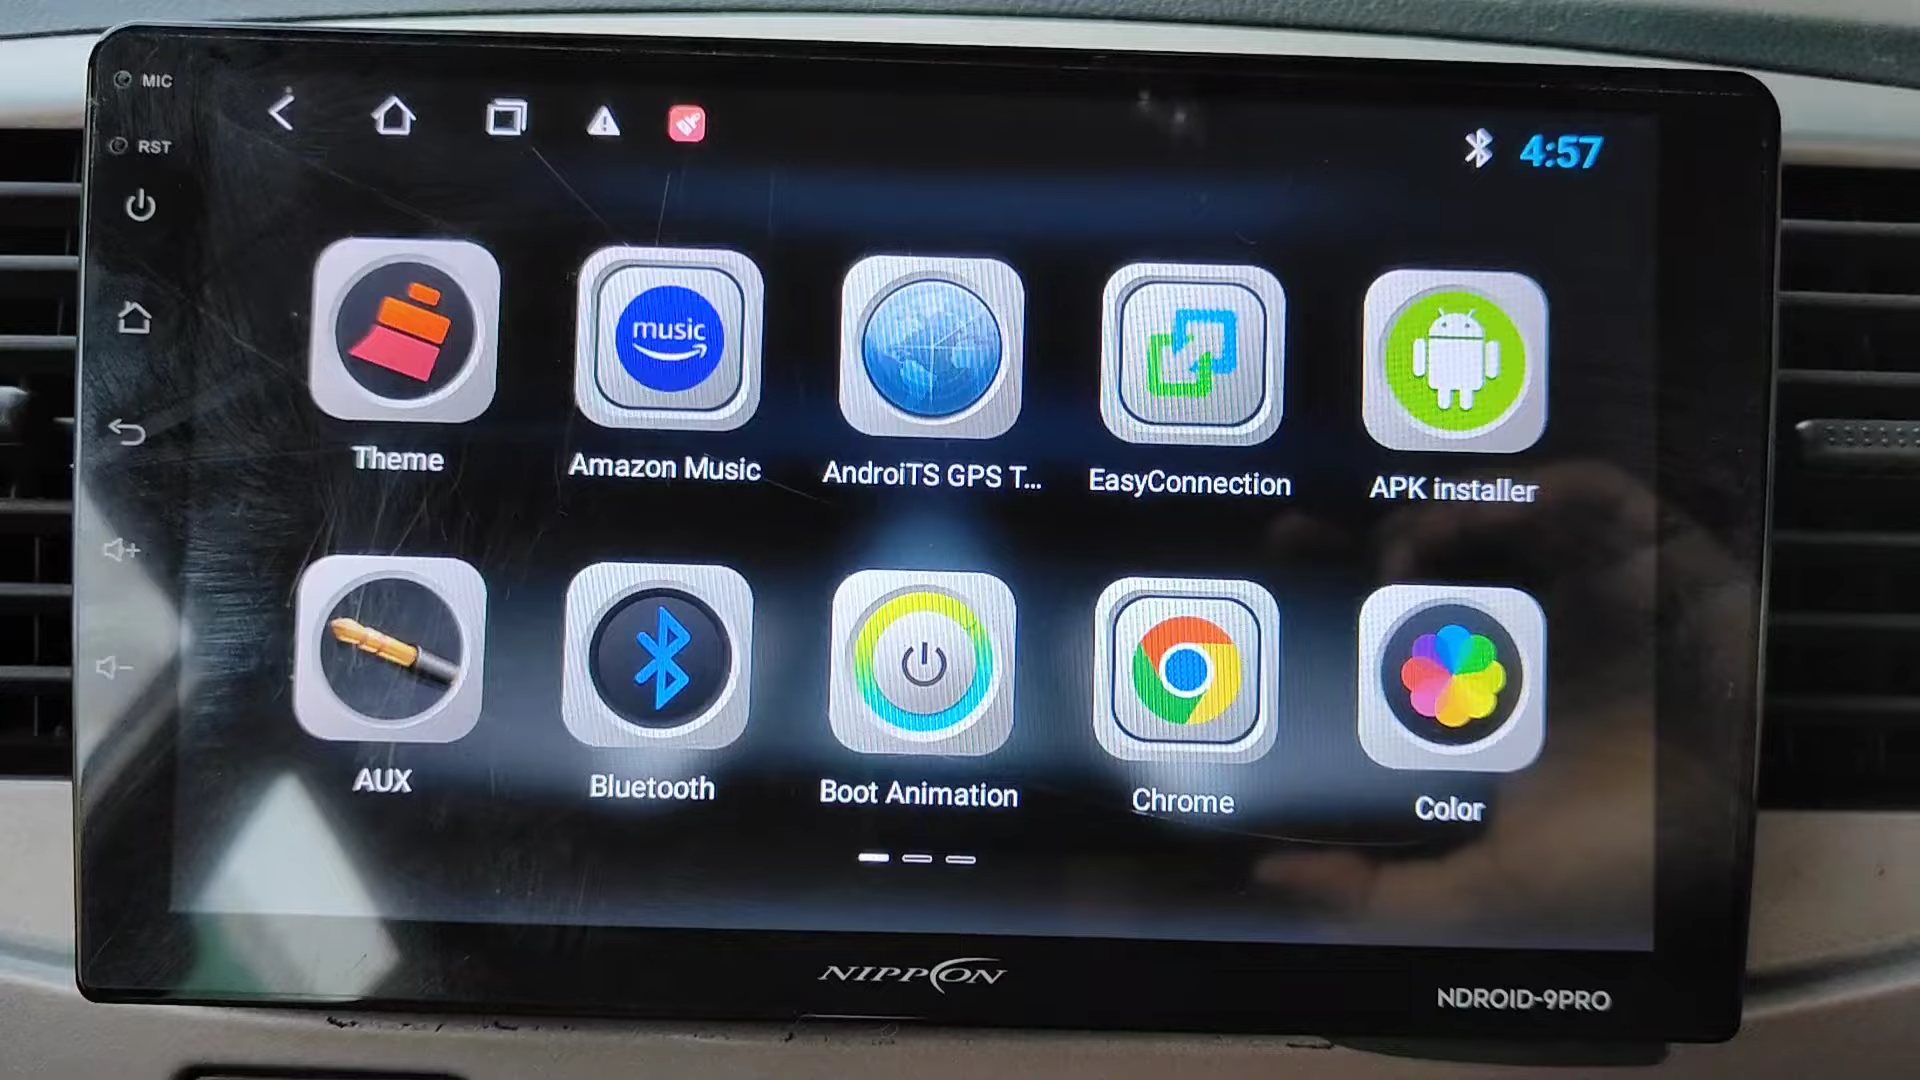 MIC
RST
4:57
music
Theme
Amazon Music
AndroiTS GPS T...
EasyConnection
APK installer
AUX
Bluetooth
Boot Animation
Chrome
Color
NIPPON
NDROID-9PRO